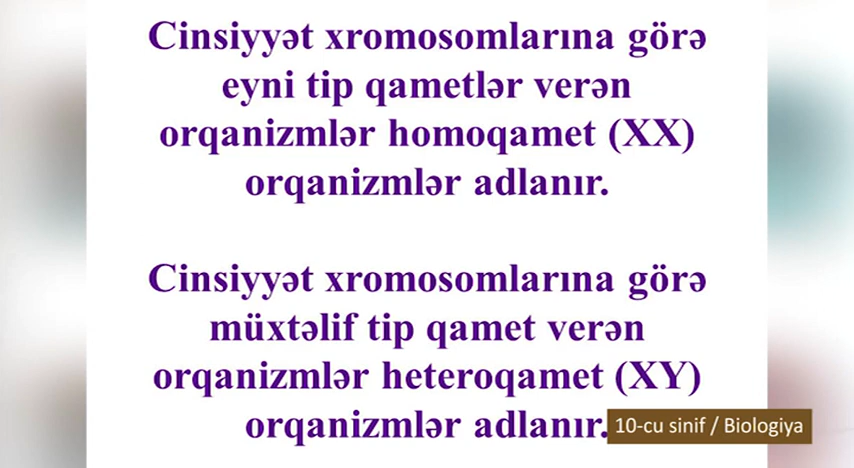 Cinsiyyət xromosomlarına görə
eyni tip qametlər verən
orqanizmlər homoqamet (XX)
orqanizmlər adlanır.
Cinsiyyət xromosomlarına görə
müxtəlif tip qamet verən
orqanizmlər heteroqamet (XY)
orqanizmlər adlanır.
10-cu sinif / Biologiya